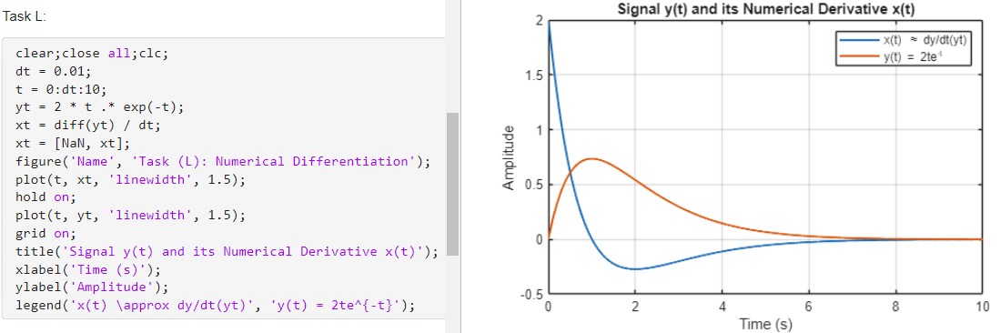 Task L:
clear;close all;clc;
dt = 0.01;
t = 0:dt:10;
yt = 2 * t .* exp(-t);
xt = diff(yt) / dt;
xt = [NaN, xt];
figure('Name', 'Task (L): Numerical Differentiation');
plot(t, xt, 'linewidth', 1.5);
hold on;
plot(t, yt, 'linewidth', 1.5);
grid on;
title('Signal y(t) and its Numerical Derivative x(t)');
xlabel('Time (s)');
ylabel('Amplitude');
legend('x(t) \approx dy/dt(yt)', 'y(t) = 2te^{-t}');
Signal y(t) and its Numerical Derivative x(t)
x(t) ≈ dy/dt(yt)
y(t) = 2te⁻ᵗ
Amplitude
2
1.5
1
0.5
0
-0.5
0 2 4 6 8 10
Time (s)